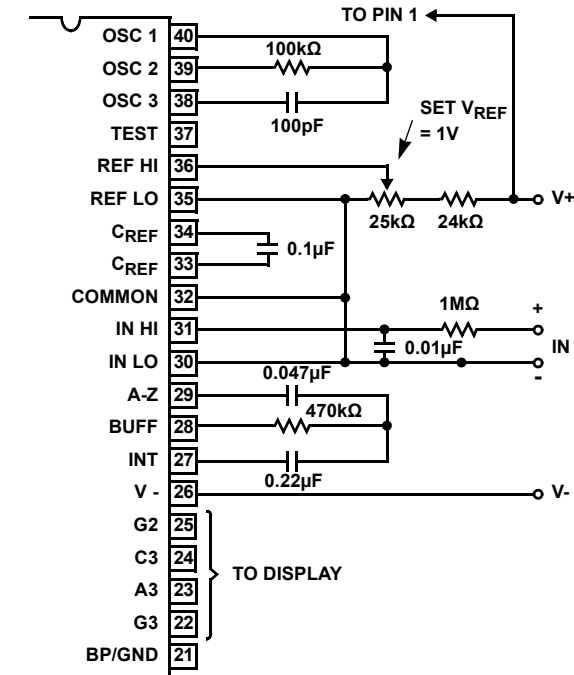 TO PIN 1
OSC 1 40
100kΩ
OSC 2 39
OSC 3 38
100pF
SET VREF
= 1V
TEST 37
REF HI 36
REF LO 35
V+
25kΩ 24kΩ
CREF 34
0.1µF
CREF 33
COMMON 32
1MΩ
+
IN HI 31
0.01µF
IN
IN LO 30
-
0.047µF
A-Z 29
470kΩ
BUFF 28
INT 27
0.22µF
V - 26
V-
G2 25
C3 24
TO DISPLAY
A3 23
G3 22
BP/GND 21